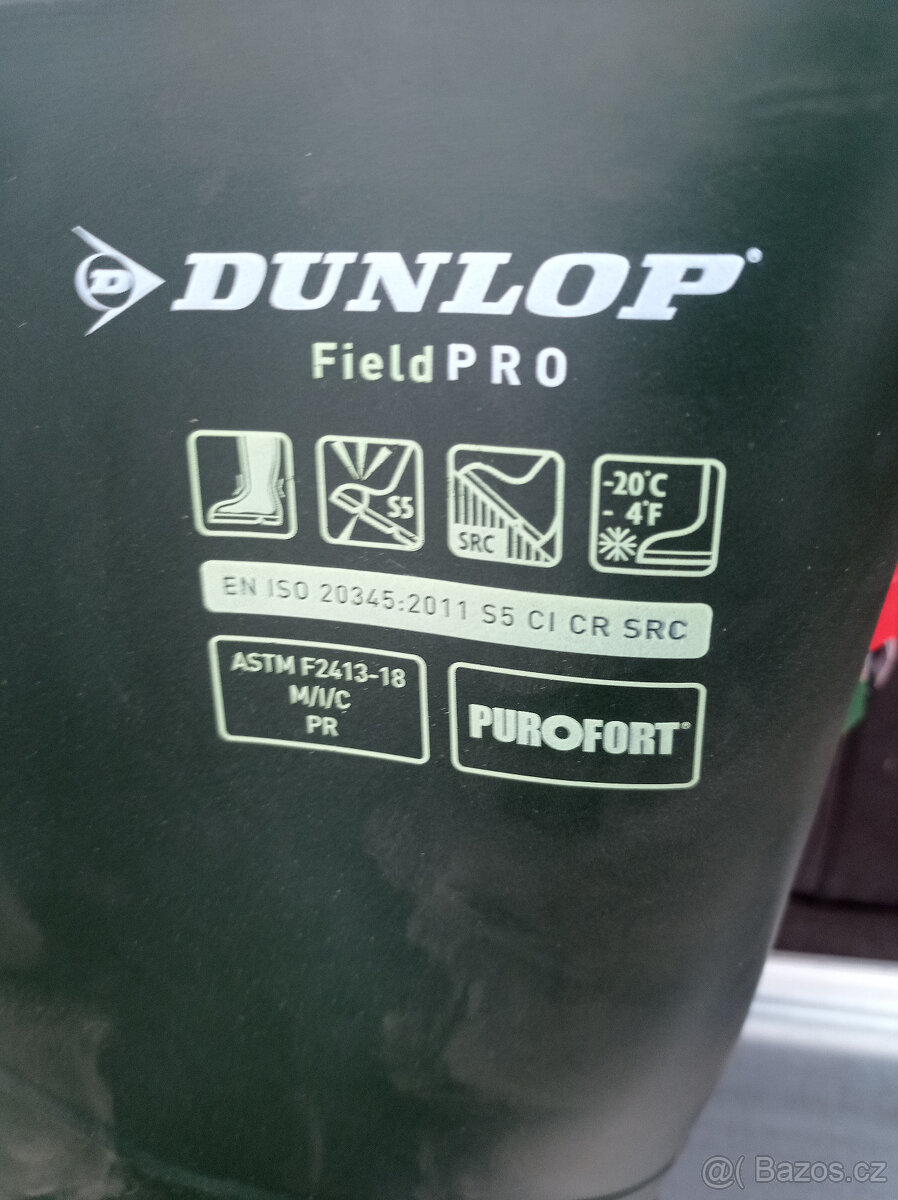 D DUNLOP®
FieldPRO
S5
SRC
-20°C
- 4°F
EN ISO 20345:2011 S5 CI CR SRC
ASTM F2413-18
M/I/C
PR
PUROFORT®
@( Bazos.cz